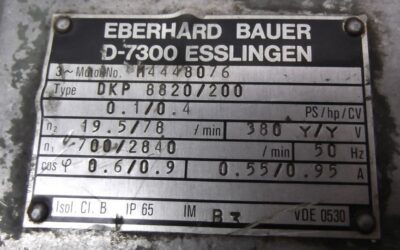 EBERHARD BAUER
D-7300 ESSLINGEN
3~ Motor No. M44480/6
Type DKP 8820/200
0.1/0.4 PS/hp/CV
n₂ 19.5/78 /min 380 Y/Y V
n₁ 700/2840 /min 50 Hz
cos φ 0.6/0.9 0.55/0.95 A
Isol. Cl. B IP 65 IM B3 VDE 0530